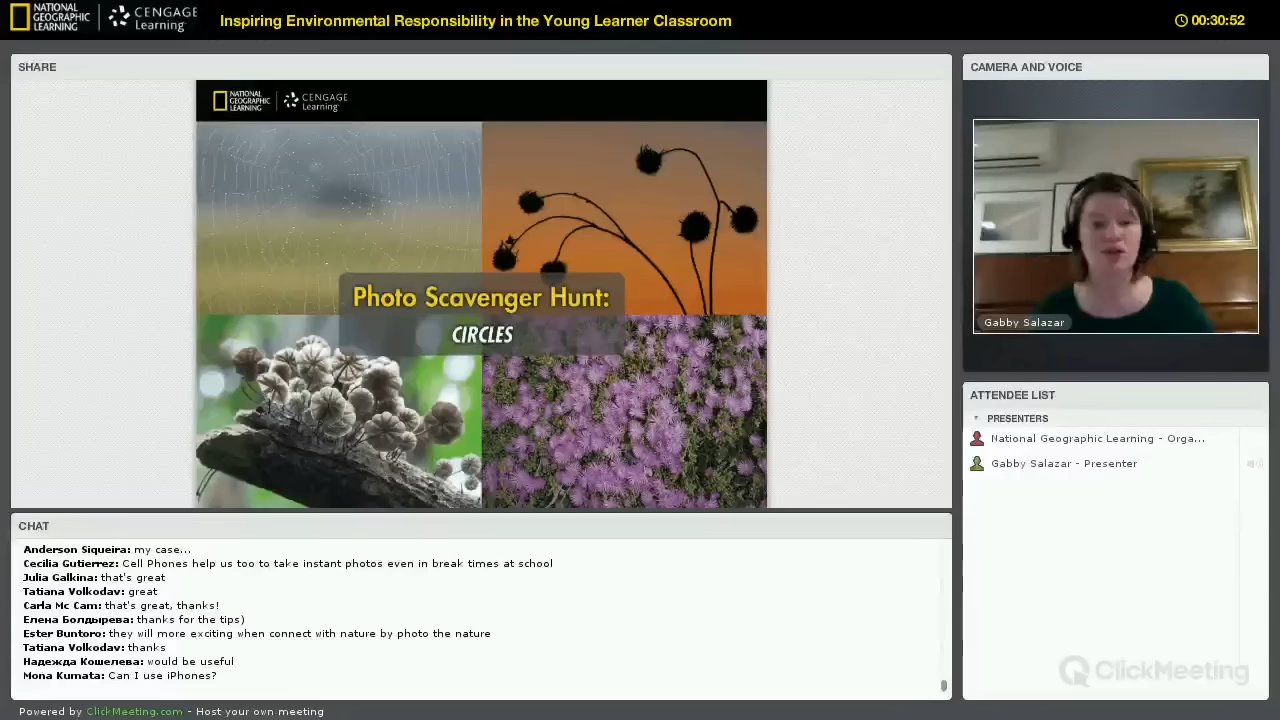 NATIONAL
GEOGRAPHIC
LEARNING
CENGAGE
Learning
Inspiring Environmental Responsibility in the Young Learner Classroom
00:30:52
SHARE
NATIONAL
GEOGRAPHIC
LEARNING
CENGAGE
Learning
Photo Scavenger Hunt:
CIRCLES
CAMERA AND VOICE
Gabby Salazar
ATTENDEE LIST
PRESENTERS
National Geographic Learning - Orga...
Gabby Salazar - Presenter
CHAT
Anderson Siqueira: my case...
Cecilia Gutierrez: Cell Phones help us too to take instant photos even in break times at school
Julia Galkina: that's great
Tatiana Volkodav: great
Carla Mc Cam: that's great, thanks!
Елена Болдырева: thanks for the tips)
Ester Buntoro: they will more exciting when connect with nature by photo the nature
Tatiana Volkodav: thanks
Надежда Кошелева: would be useful
Mona Kumata: Can I use iPhones?
ClickMeeting
Powered by ClickMeeting.com - Host your own meeting